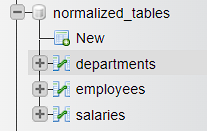 normalized_tables
New
departments
employees
salaries